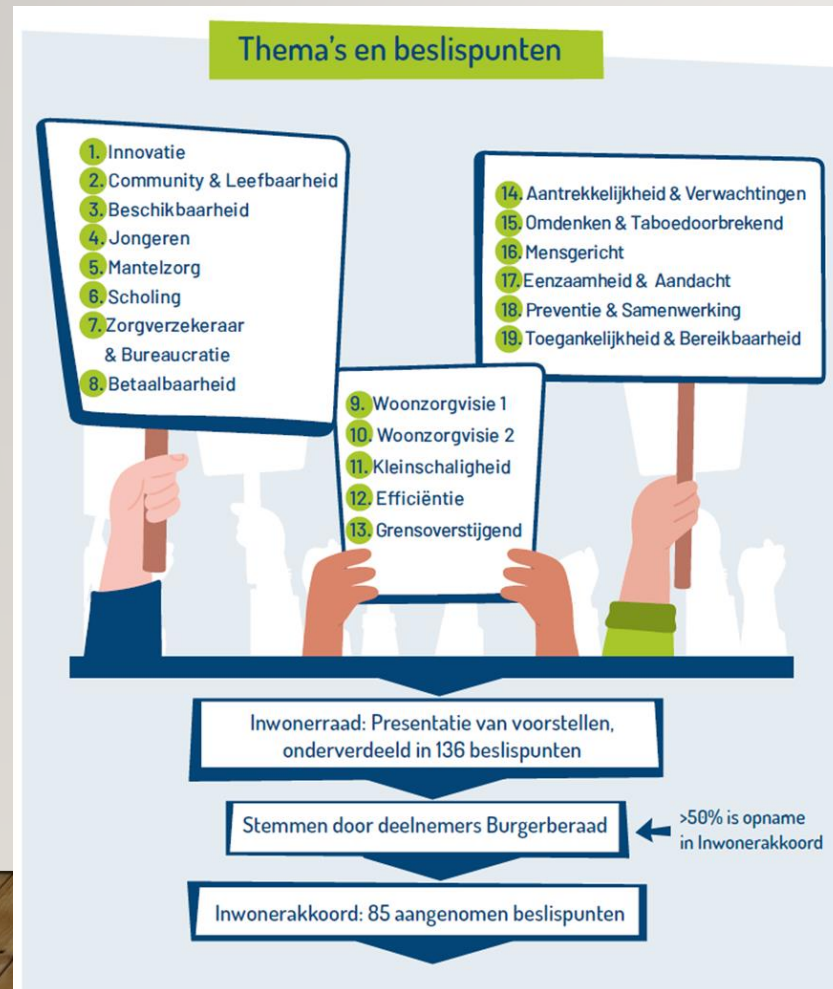 Thema's en beslispunten
1. Innovatie
2. Community & Leefbaarheid
3. Beschikbaarheid
4. Jongeren
5. Mantelzorg
6. Scholing
7. Zorgverzekeraar
& Bureaucratie
8. Betaalbaarheid
9. Woonzorgvisie 1
10. Woonzorgvisie 2
11. Kleinschaligheid
12. Efficiëntie
13. Grensoverstijgend
14. Aantrekkelijkheid & Verwachtingen
15. Omdenken & Taboedoorbrekend
16. Mensgericht
17. Eenzaamheid & Aandacht
18. Preventie & Samenwerking
19. Toegankelijkheid & Bereikbaarheid
Inwonerraad: Presentatie van voorstellen,
onderverdeeld in 136 beslispunten
Stemmen door deelnemers Burgerberaad
>50% is opname
in Inwonerakkoord
Inwonerakkoord: 85 aangenomen beslispunten